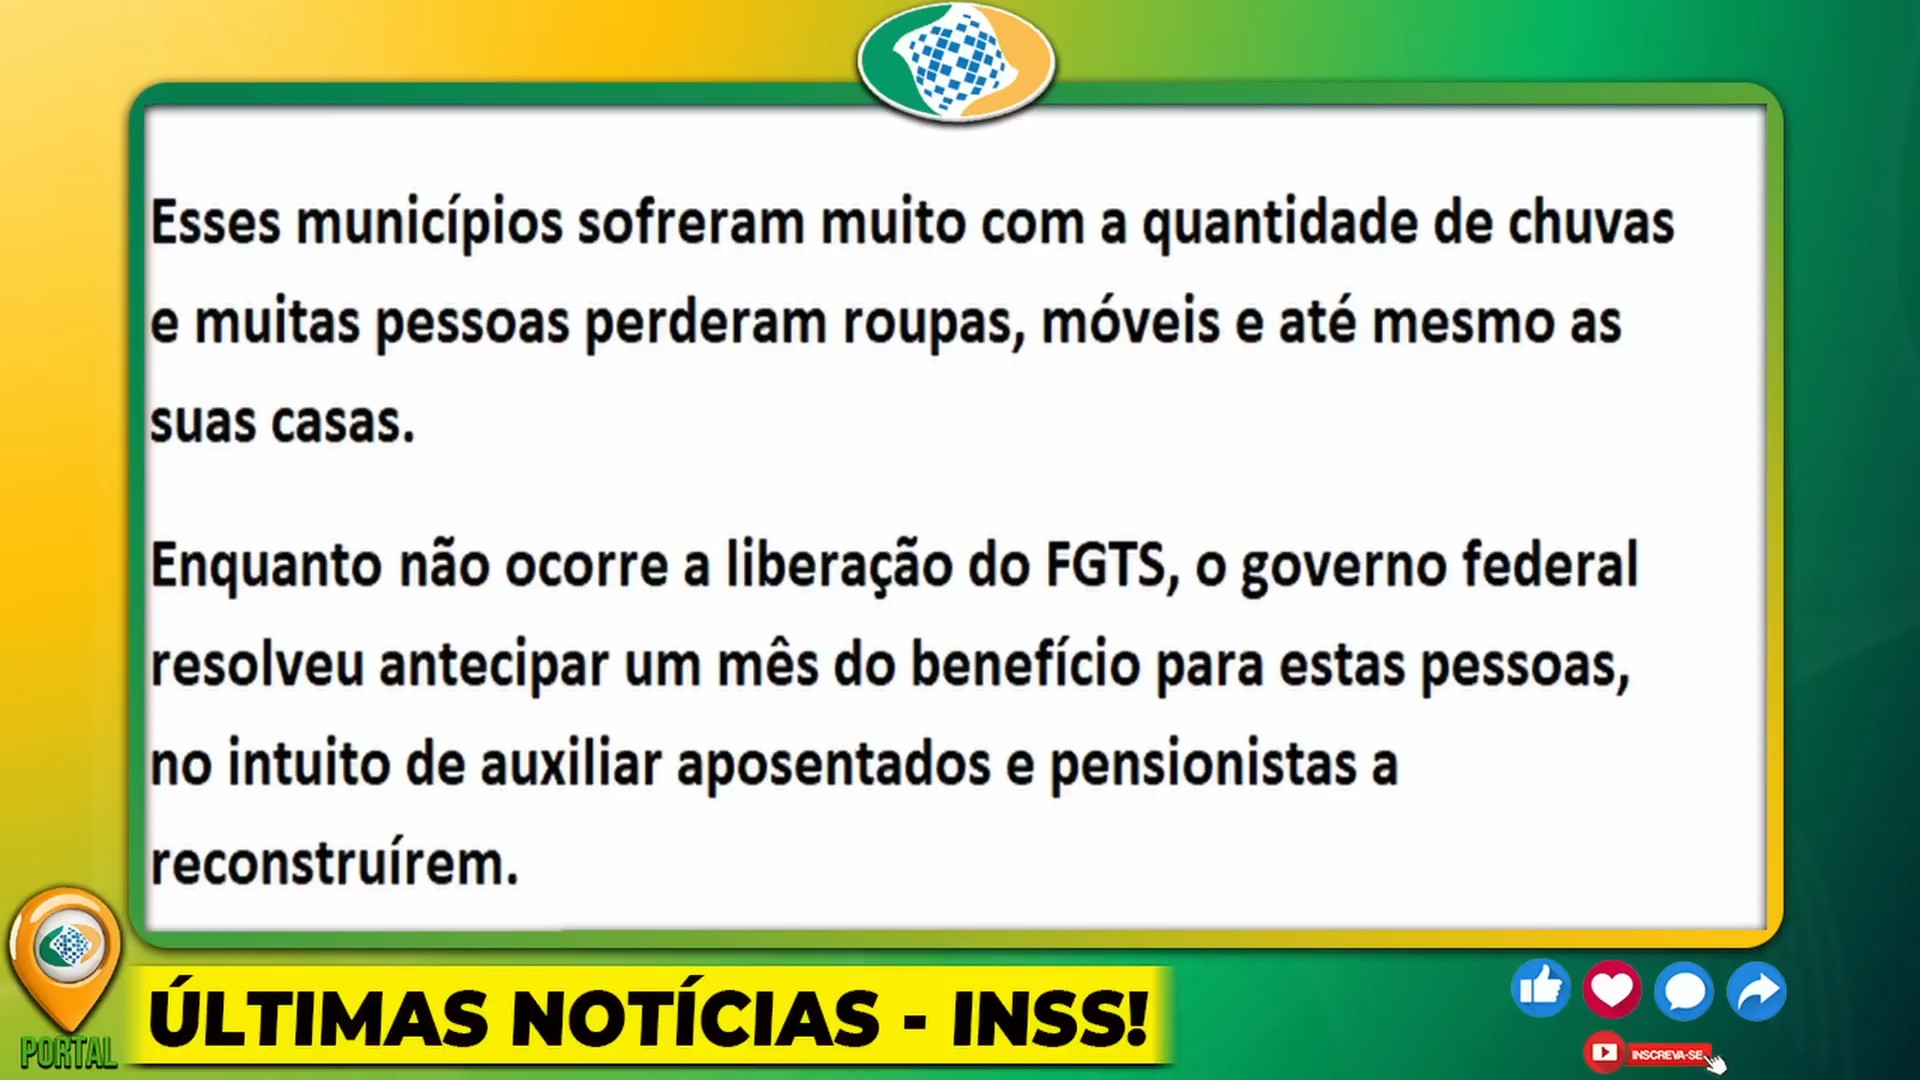 Esses municípios sofreram muito com a quantidade de chuvas
e muitas pessoas perderam roupas, móveis e até mesmo as
suas casas.
Enquanto não ocorre a liberação do FGTS, o governo federal
resolveu antecipar um mês do benefício para estas pessoas,
no intuito de auxiliar aposentados e pensionistas a
reconstruírem.
ÚLTIMAS NOTÍCIAS - INSS!
PORTAL
INSCREVA-SE